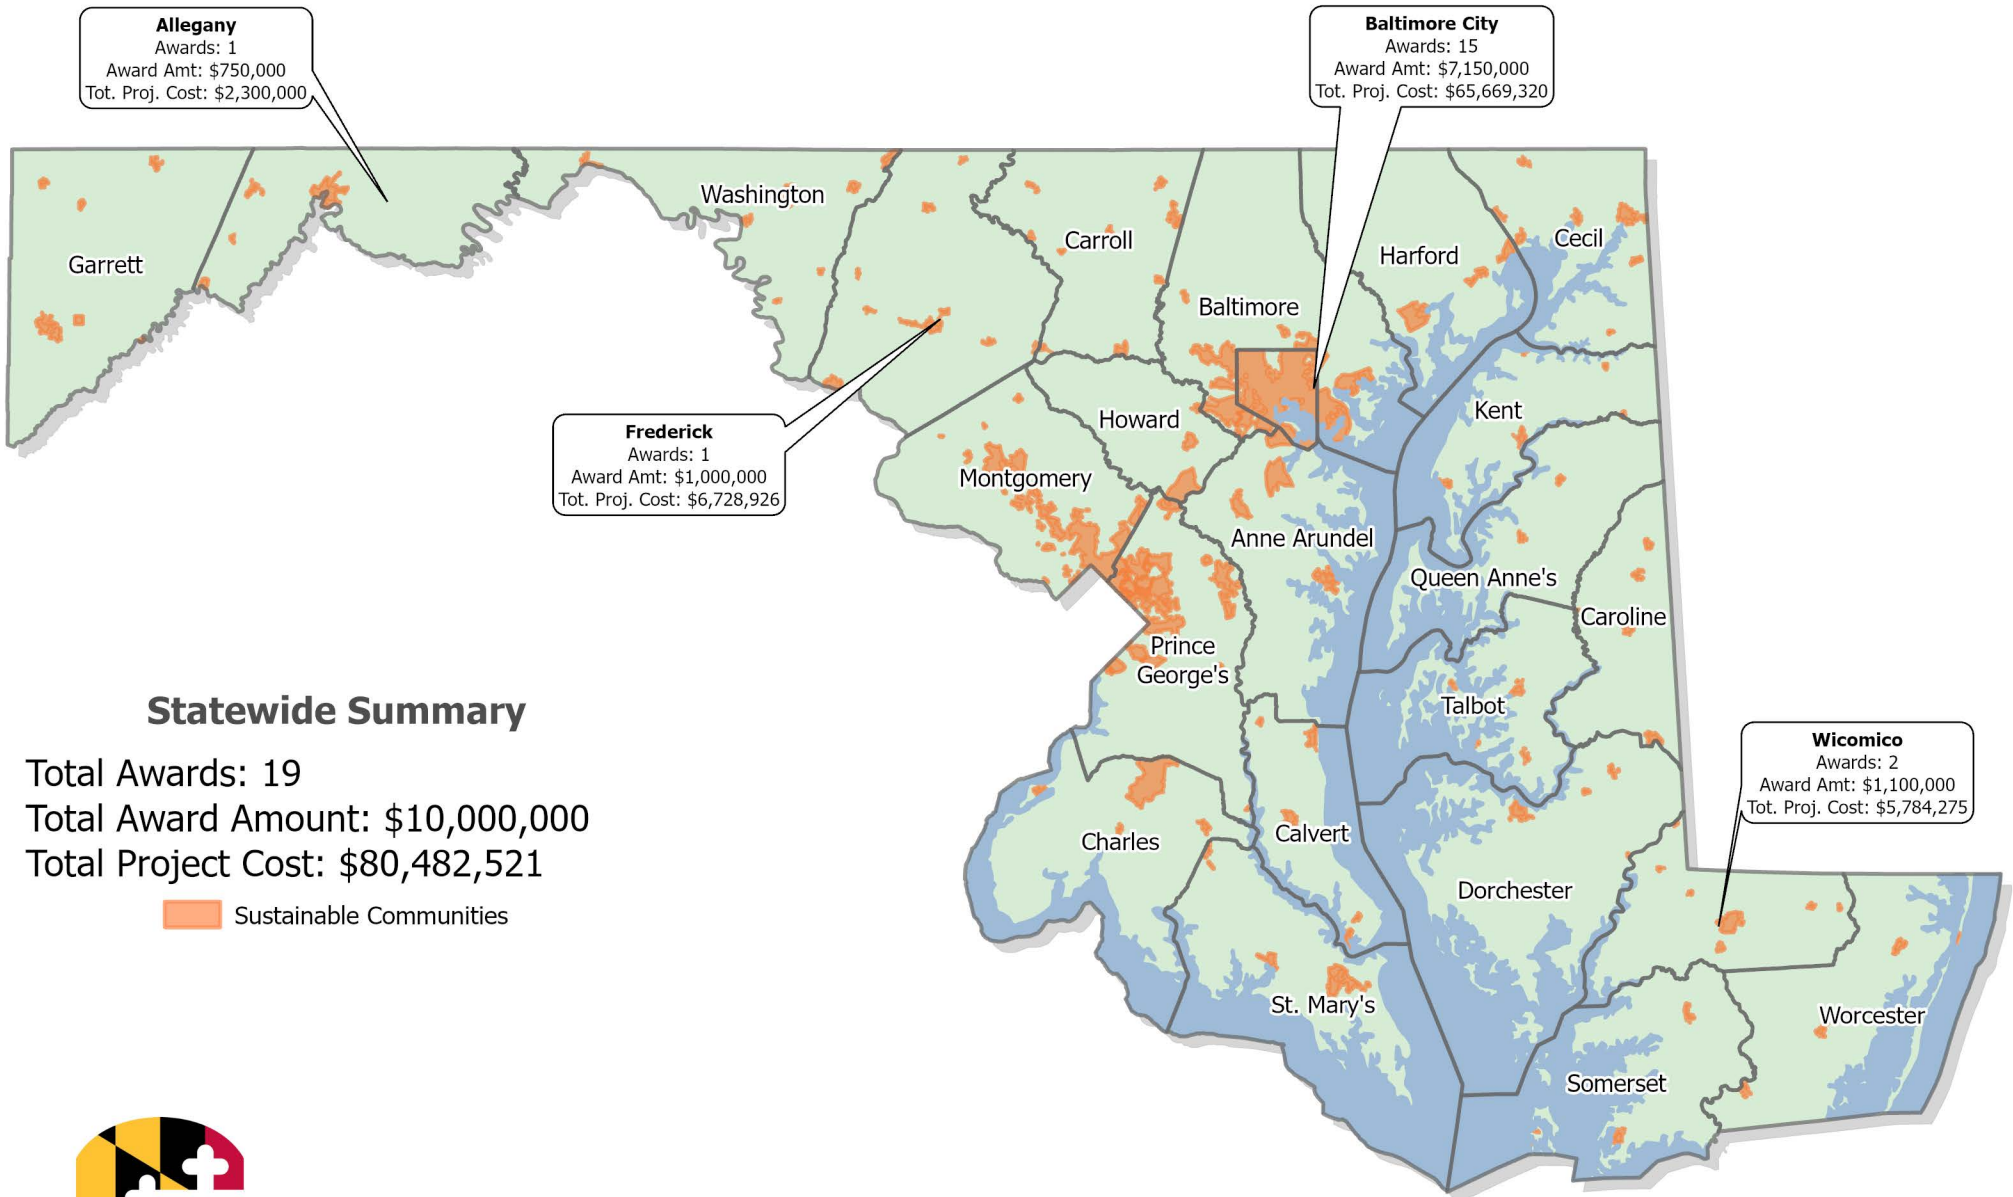 Allegany
Awards: 1
Award Amt: $750,000
Tot. Proj. Cost: $2,300,000
Baltimore City
Awards: 15
Award Amt: $7,150,000
Tot. Proj. Cost: $65,669,320
Washington
Garrett
Carroll
Harford
Cecil
Baltimore
Frederick
Awards: 1
Award Amt: $1,000,000
Tot. Proj. Cost: $6,728,926
Howard
Kent
Montgomery
Anne Arundel
Queen Anne's
Caroline
Prince
George's
Talbot
Statewide Summary
Total Awards: 19
Total Award Amount: $10,000,000
Total Project Cost: $80,482,521
Sustainable Communities
Wicomico
Awards: 2
Award Amt: $1,100,000
Tot. Proj. Cost: $5,784,275
Charles
Calvert
Dorchester
St. Mary's
Worcester
Somerset